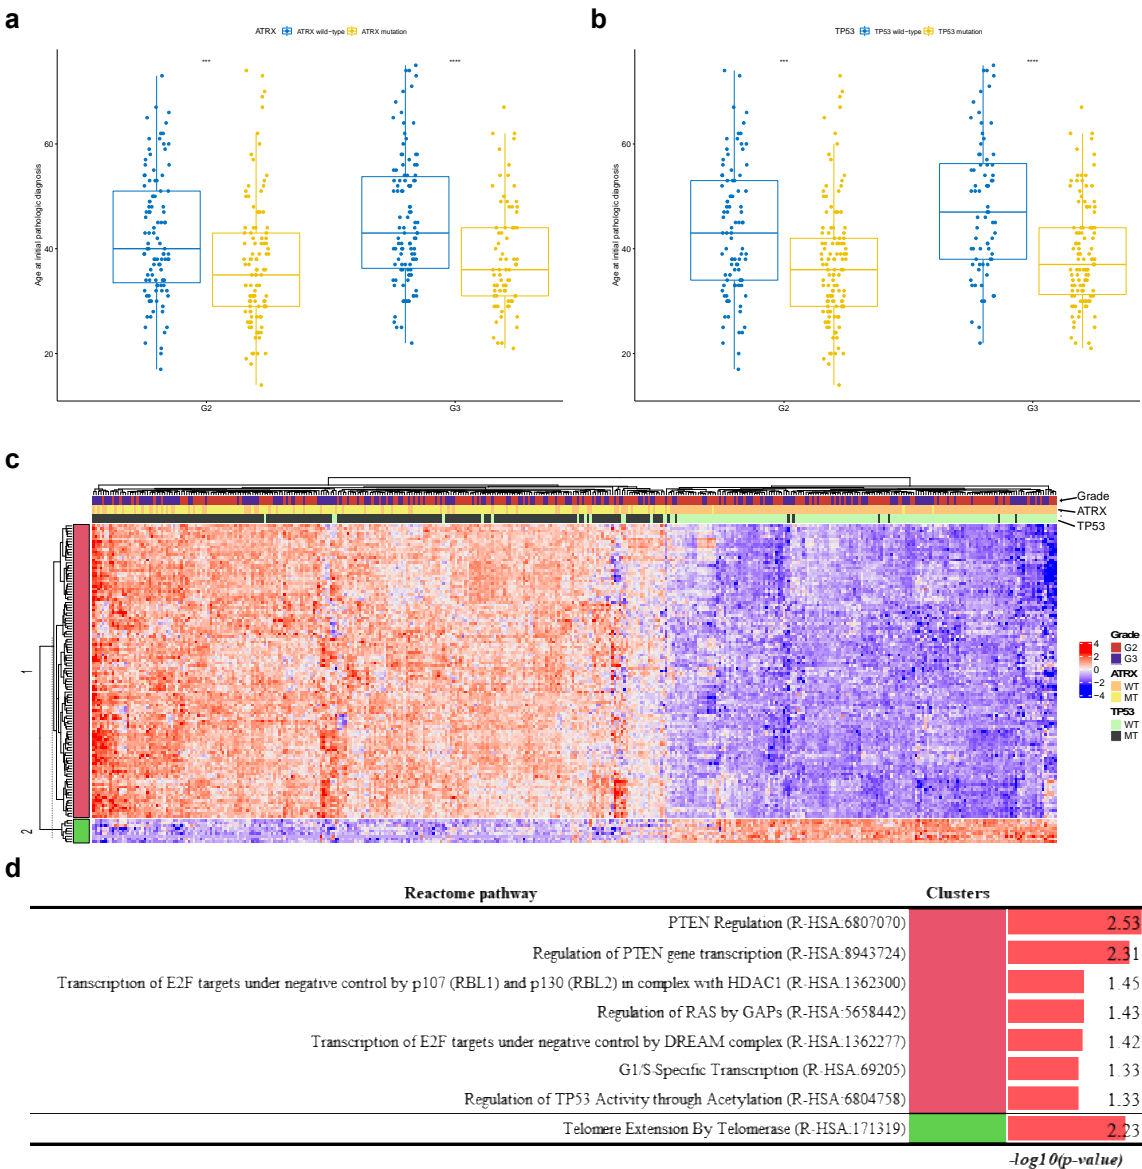 a
ATRX ATRX wild−type ATRX mutation
*** ****
60
40
20
Age at initial pathologic diagnosis
G2 G3
b
TP53 TP53 wild−type TP53 mutation
*** ****
60
40
20
Age at initial pathologic diagnosis
G2 G3
c
Grade
ATRX
TP53
1
2
4
2
0
−2
−4
Grade
G2
G3
ATRX
WT
MT
TP53
WT
MT
d
Reactome pathway Clusters
PTEN Regulation (R-HSA:6807070) 2.53
Regulation of PTEN gene transcription (R-HSA:8943724) 2.31
Transcription of E2F targets under negative control by p107 (RBL1) and p130 (RBL2) in complex with HDAC1 (R-HSA:1362300) 1.45
Regulation of RAS by GAPs (R-HSA:5658442) 1.43
Transcription of E2F targets under negative control by DREAM complex (R-HSA:1362277) 1.42
G1/S-Specific Transcription (R-HSA:69205) 1.33
Regulation of TP53 Activity through Acetylation (R-HSA:6804758) 1.33
Telomere Extension By Telomerase (R-HSA:171319) 2.23
-log10(p-value)